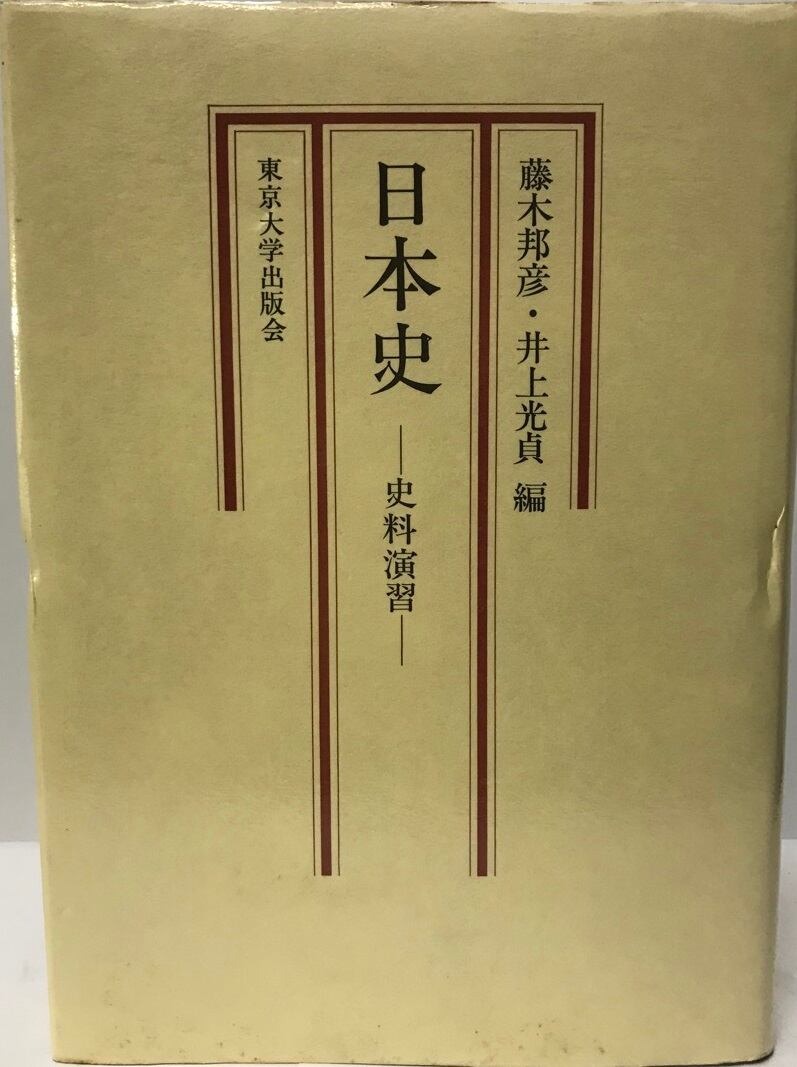 藤木邦彦・井上光貞 編
日本史
―史料演習―
東京大学出版会